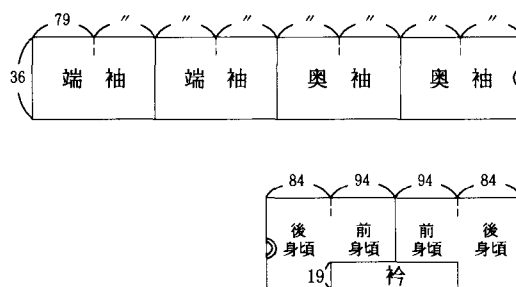 79 〃 〃 〃 〃 〃 〃 〃
36 端袖 端袖 奥袖 奥袖
84 94 94 84
後 前 前 後
身頃 身頃 身頃 身頃
19 衿